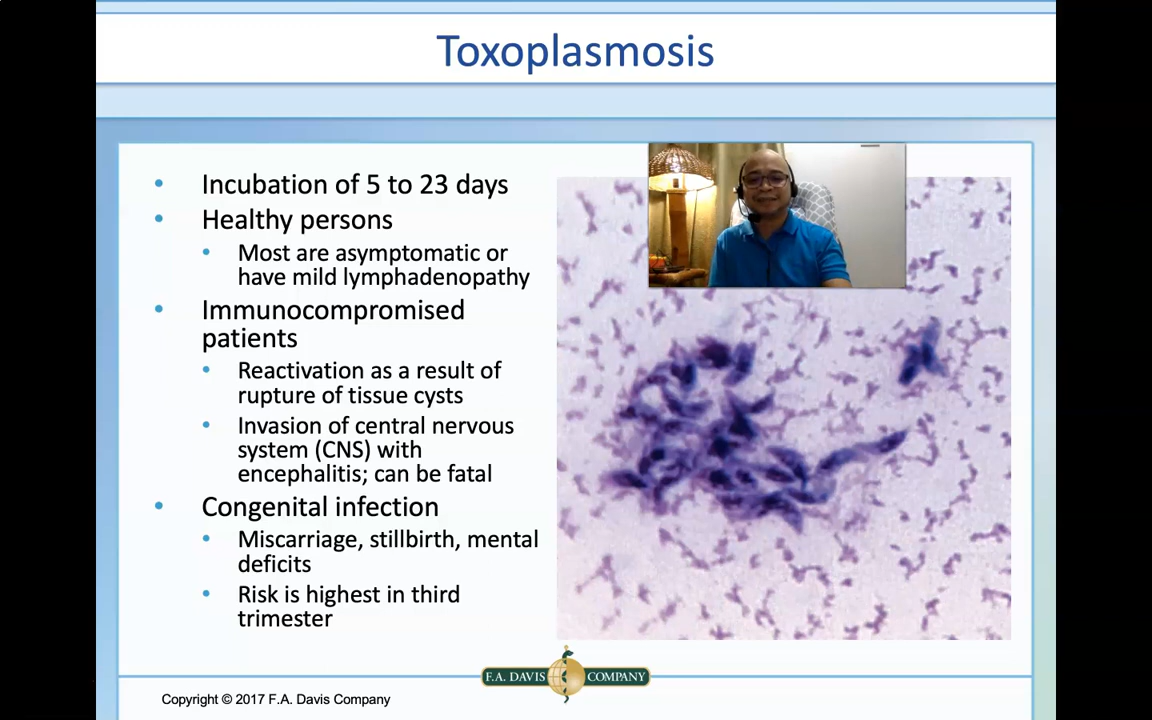 Toxoplasmosis
Incubation of 5 to 23 days
Healthy persons
Most are asymptomatic or
have mild lymphadenopathy
Immunocompromised
patients
Reactivation as a result of
rupture of tissue cysts
Invasion of central nervous
system (CNS) with
encephalitis; can be fatal
Congenital infection
Miscarriage, stillbirth, mental
deficits
Risk is highest in third
trimester
F.A. DAVIS COMPANY
Copyright © 2017 F.A. Davis Company